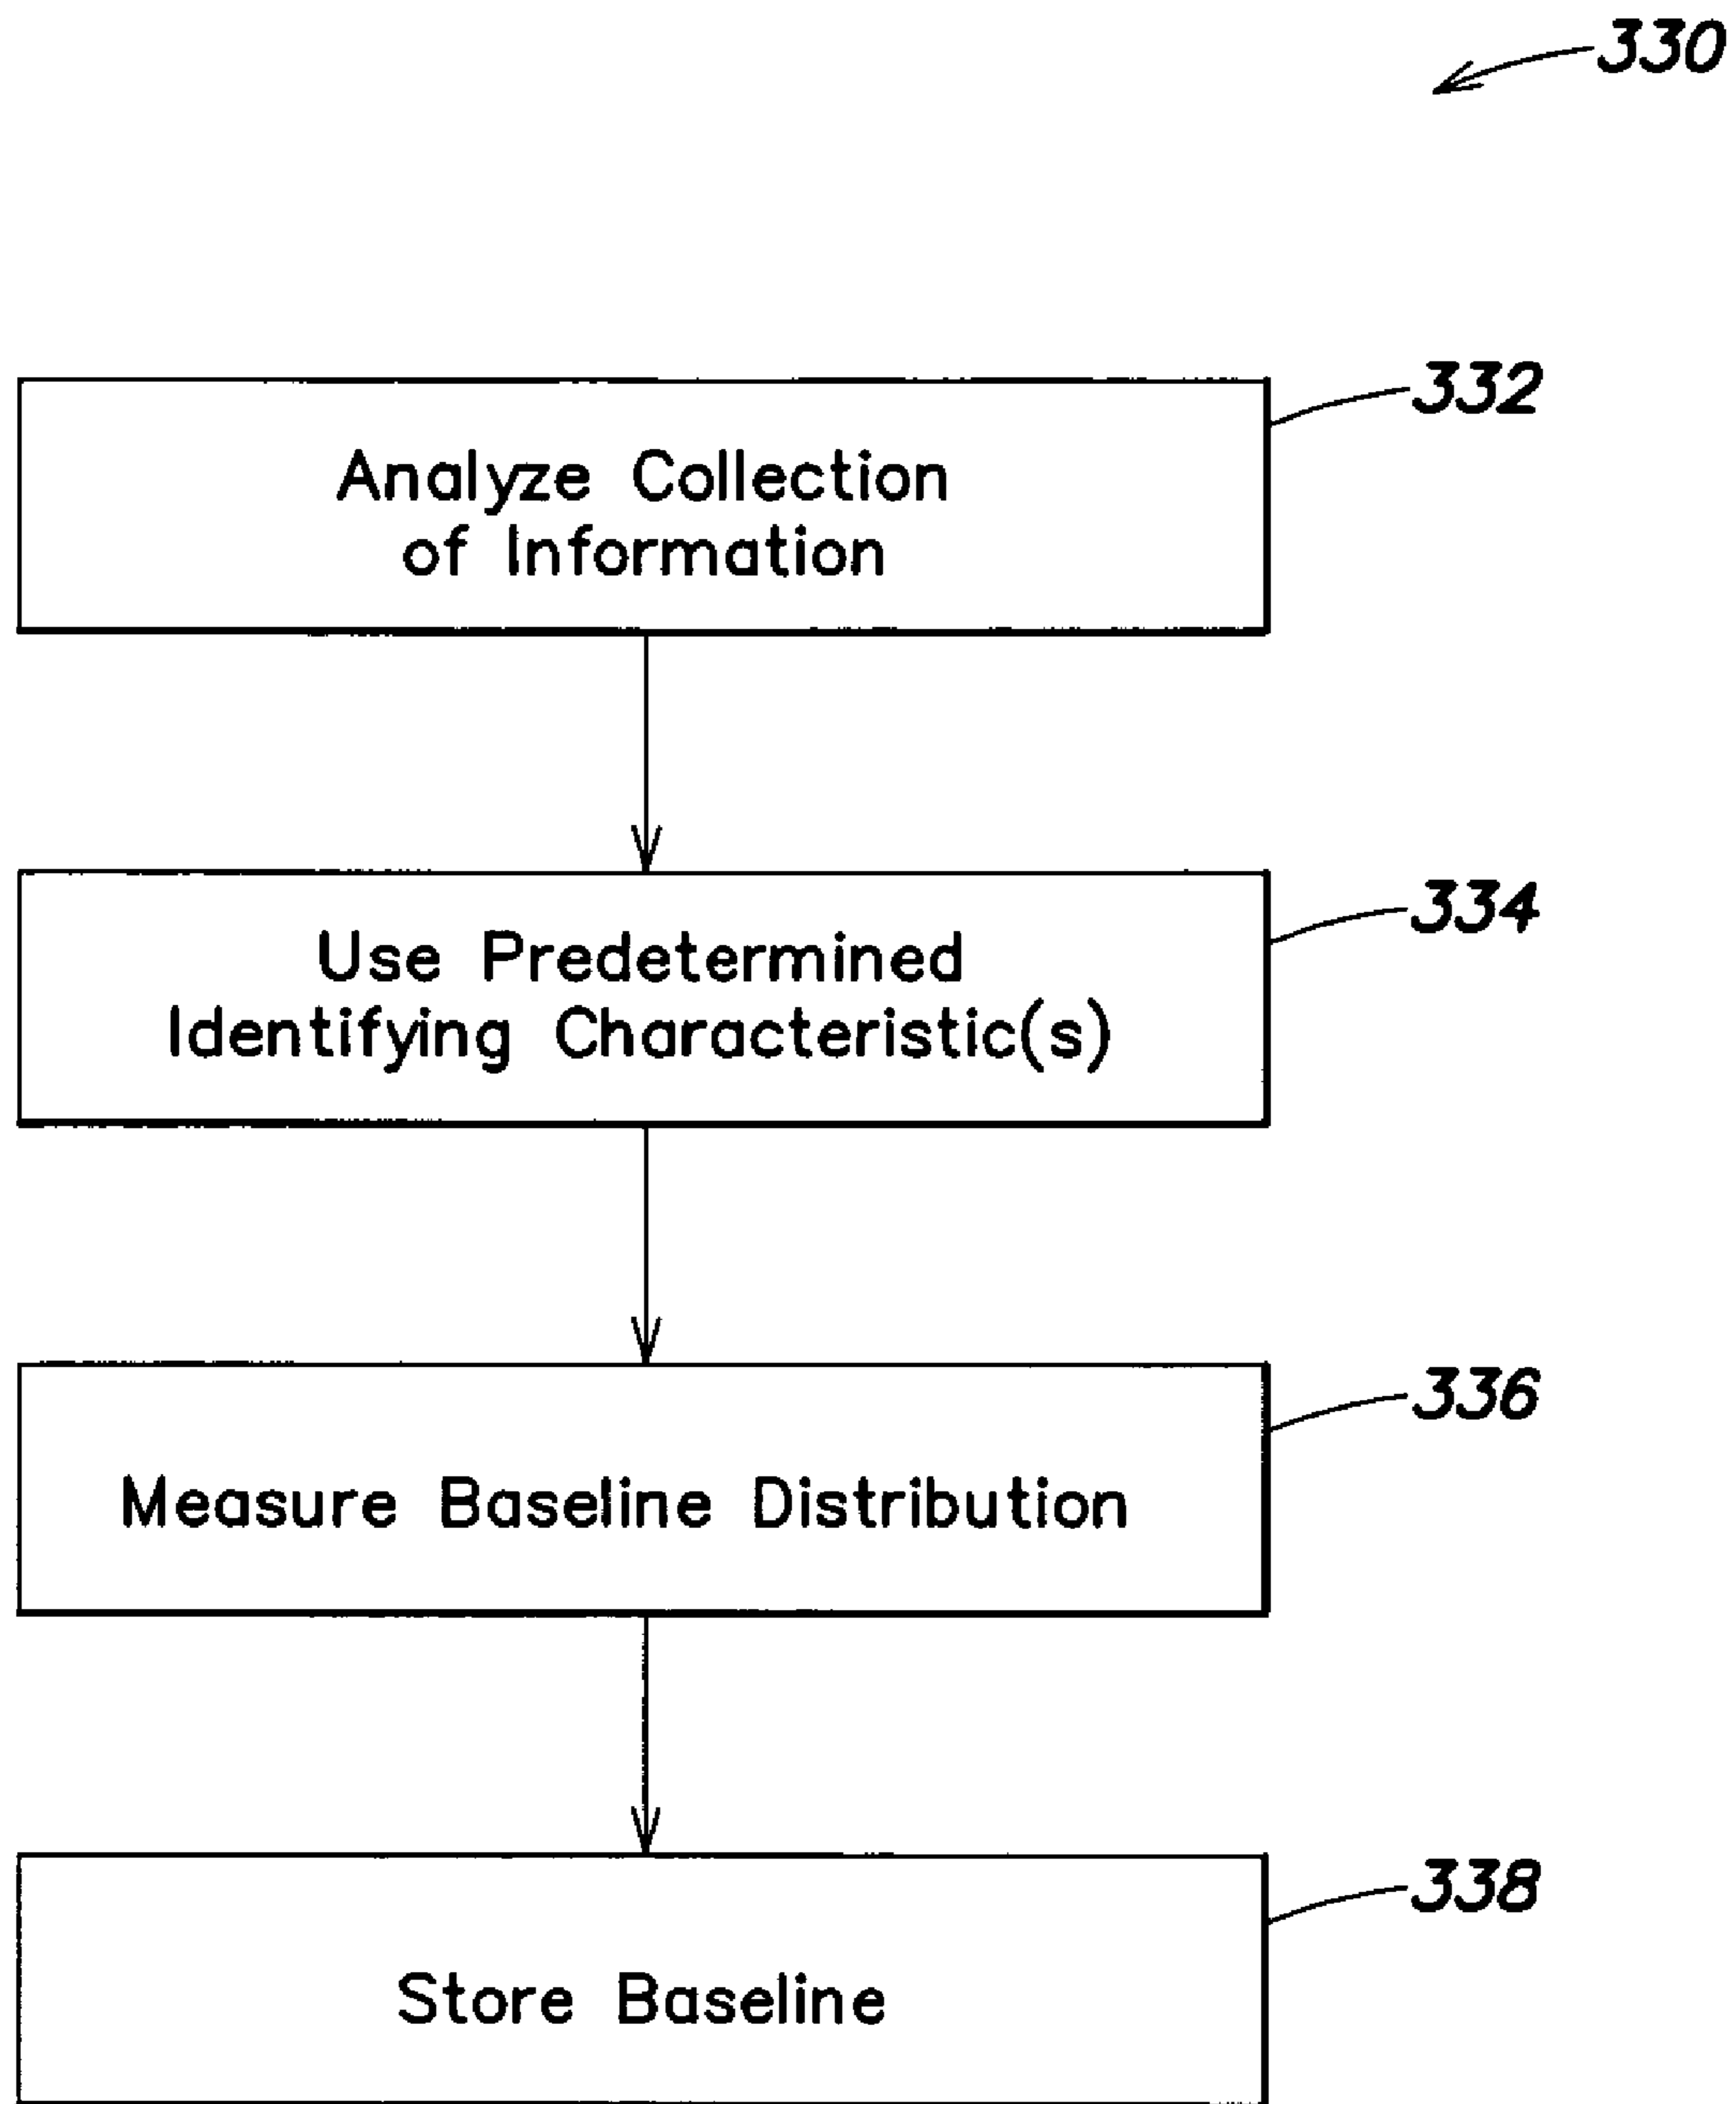 330
332
Analyze Collection
of Information
334
Use Predetermined
Identifying Characteristic(s)
336
Measure Baseline Distribution
338
Store Baseline